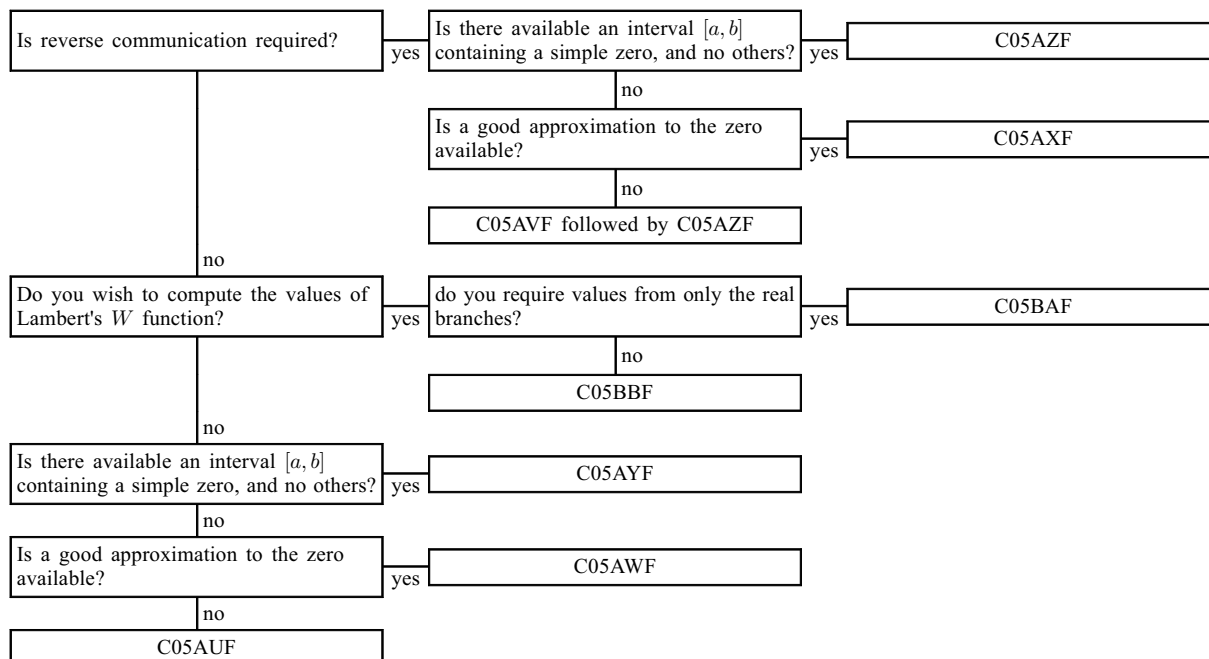 Is reverse communication required?
yes
Is there available an interval [a, b]
containing a simple zero, and no others?
yes
C05AZF
no
Is a good approximation to the zero
available?
yes
C05AXF
no
C05AVF followed by C05AZF
no
Do you wish to compute the values of
Lambert's W function?
yes
do you require values from only the real
branches?
yes
C05BAF
no
C05BBF
no
Is there available an interval [a, b]
containing a simple zero, and no others?
yes
C05AYF
no
Is a good approximation to the zero
available?
yes
C05AWF
no
C05AUF